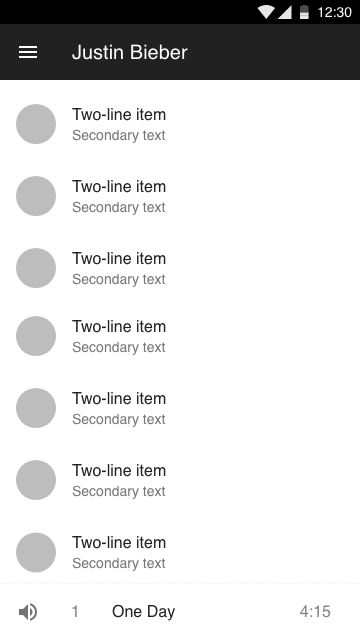 12:30
Justin Bieber
Two-line item
Secondary text
Two-line item
Secondary text
Two-line item
Secondary text
Two-line item
Secondary text
Two-line item
Secondary text
Two-line item
Secondary text
Two-line item
Secondary text
1 One Day 4:15